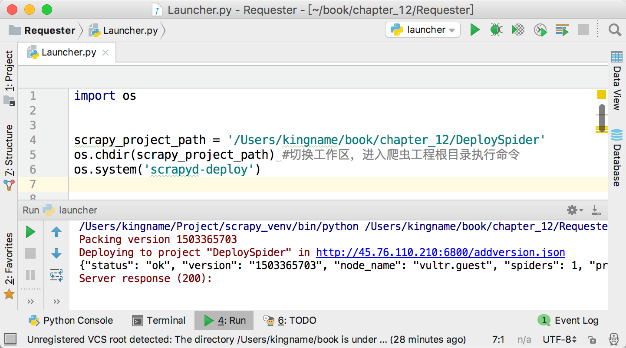 Launcher.py - Requester - [~/book/chapter_12/Requester]
Requester Launcher.py launcher
1: Project
Launcher.py
1 import os
2
3
4 scrapy_project_path = '/Users/kingname/book/chapter_12/DeploySpider'
5 os.chdir(scrapy_project_path) #切换工作区，进入爬虫工程根目录执行命令
6 os.system('scrapyd-deploy')
7
8
Data View
Database
7: Structure
2: Favorites
Run launcher
/Users/kingname/Project/scrapy_venv/bin/python /Users/kingname/book/chapter_12/Requeste
Packing version 1503365703
Deploying to project "DeploySpider" in http://45.76.110.210:6800/addversion.json
{"status": "ok", "version": "1503365703", "node_name": "vultr.guest", "spiders": 1, "pr
Server response (200):
Python Console Terminal 4: Run 6: TODO 1 Event Log
Unregistered VCS root detected: The directory /Users/kingname/book is under ... (28 minutes ago) 7:1 n/a UTF-8